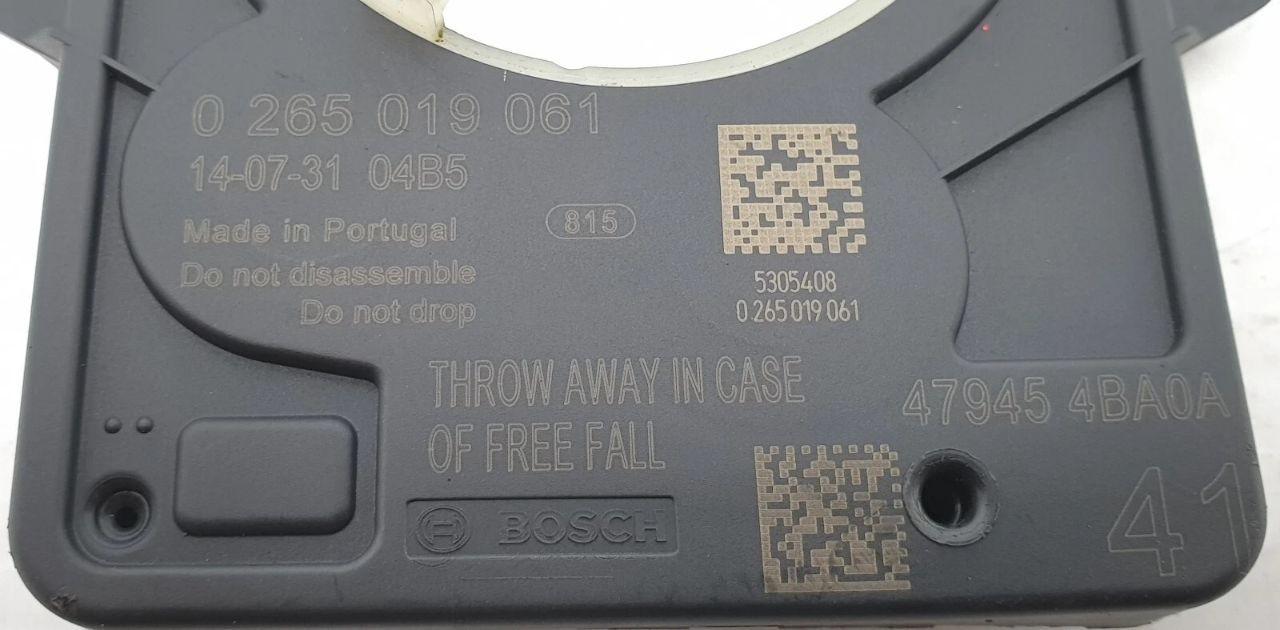 0 265 019 061
14-07-31 04B5
Made in Portugal
815
Do not disassemble
Do not drop
5305408
0 265 019 061
THROW AWAY IN CASE
OF FREE FALL
47945 4BA0A
BOSCH
41